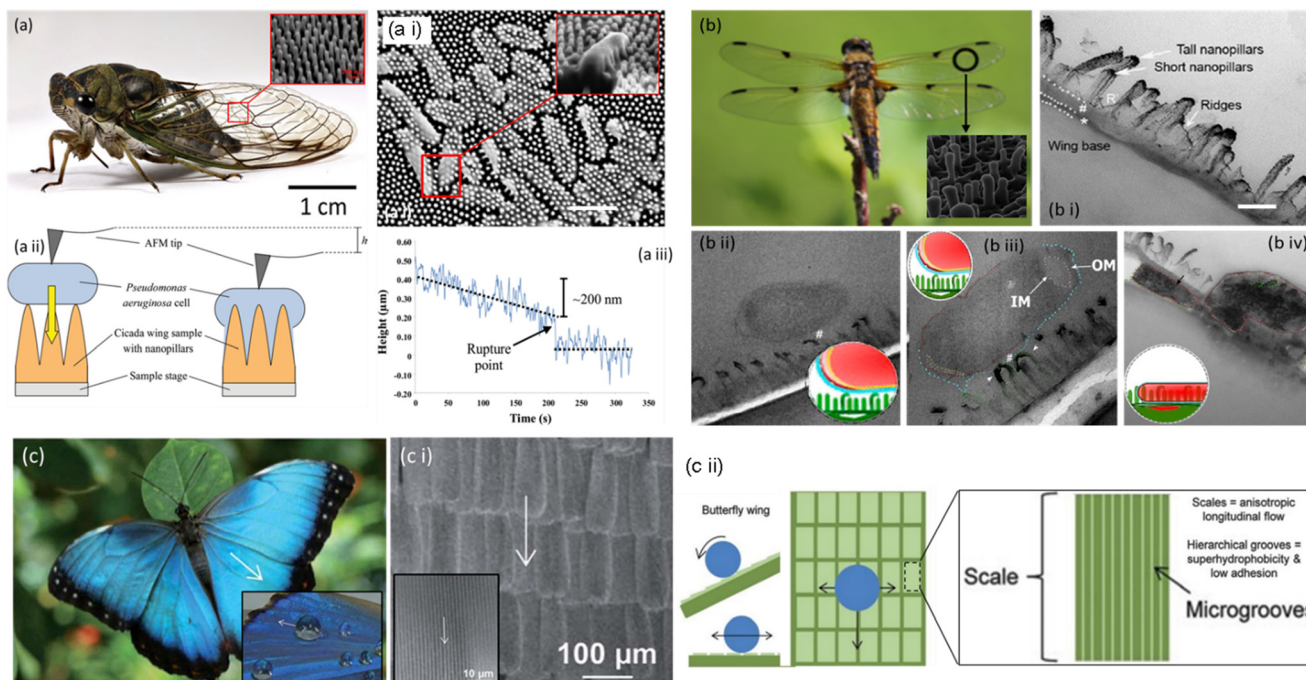 (a)
1 cm
(a i)
(a ii)
AFM tip
h
Pseudomonas
aeruginosa cell
Cicada wing sample
with nanopillars
Sample stage
(a iii)
Height (µm)
0.60
0.50
0.40
0.30
0.20
0.10
0
-0.10
-0.20
~200 nm
Rupture
point
0
50
100
150
200
250
300
350
Time (s)
(b)
Tall nanopillars
Short nanopillars
R
#
*
Ridges
Wing base
(b i)
(b ii)
#
(b iii)
OM
IM
#
#
(b iv)
(c)
(c i)
10 µm
100 µm
(c ii)
Butterfly wing
Scale
Scales = anisotropic
longitudinal flow
Hierarchical grooves =
superhydrophobicity &
low adhesion
Microgrooves